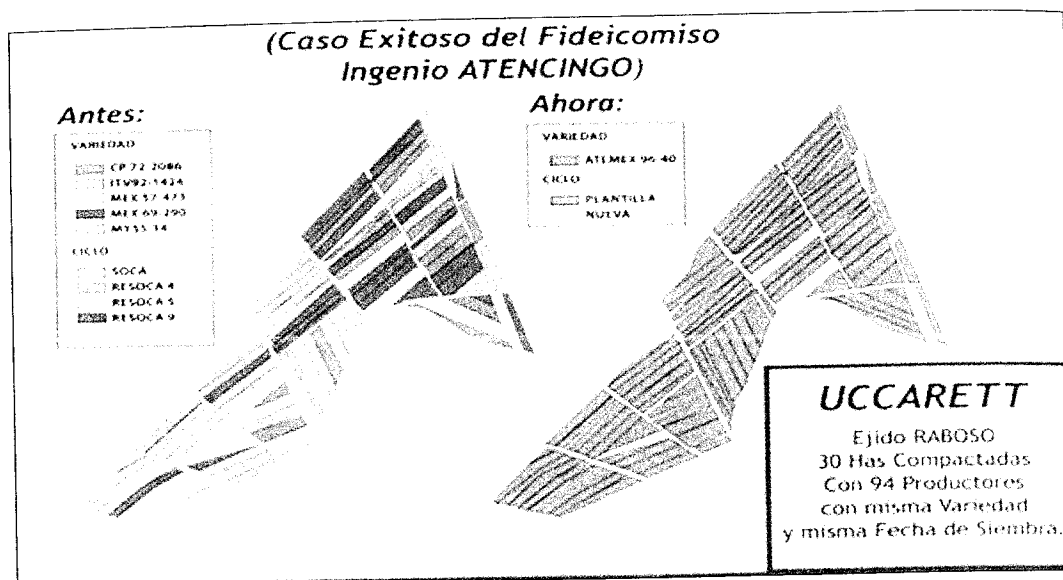 (Caso Exitoso del Fideicomiso
Ingenio ATENCINGO)
Antes:
VARIEDAD
CP 72-2086
ITV92-1424
MEX 57-473
MEX 69-290
MY55-14
CICLO
SOCA
RESOCA 4
RESOCA 5
RESOCA 9
Ahora:
VARIEDAD
ATEMEX 96-40
CICLO
PLANTILLA
NUEVA
UCCARETT
Ejido RABOSO
30 Has Compactadas
Con 94 Productores
con misma Variedad
y misma Fecha de Siembra.